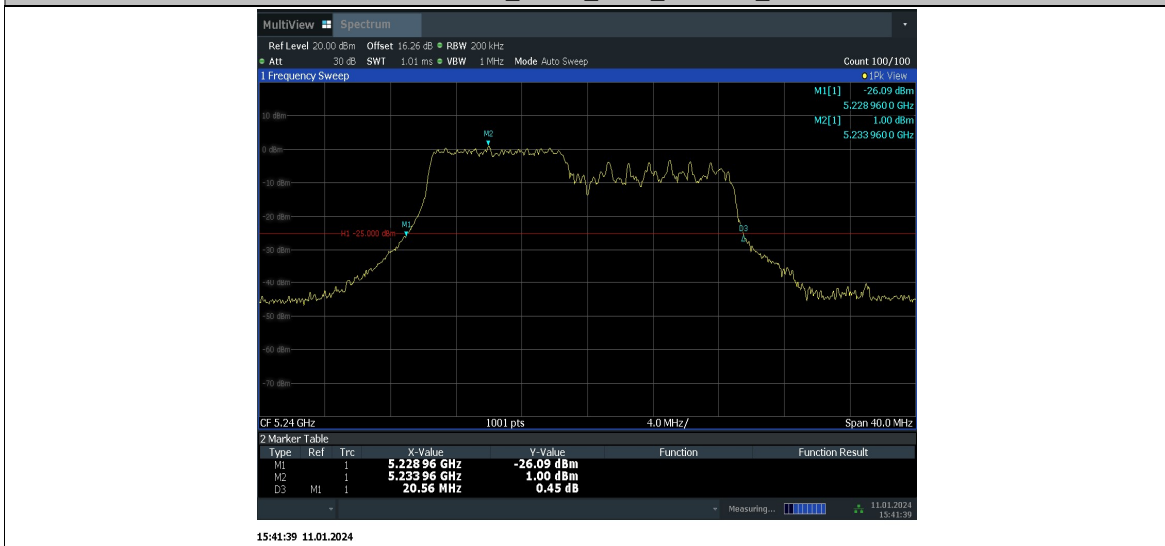 MultiView Spectrum
Ref Level 20.00 dBm Offset 16.26 dB RBW 200 kHz
Att 30 dB SWT 1.01 ms VBW 1 MHz Mode Auto Sweep Count 100/100
1 Frequency Sweep 1Pk View
M1[1] -26.09 dBm
5.228 960 0 GHz
M2[1] 1.00 dBm
5.233 960 0 GHz
10 dBm
M2
0 dBm
-10 dBm
-20 dBm
M1
D3
H1 -25.000 dBm
-30 dBm
-40 dBm
-50 dBm
-60 dBm
-70 dBm
CF 5.24 GHz 1001 pts 4.0 MHz/ Span 40.0 MHz
2 Marker Table
Type Ref Trc X-Value Y-Value Function Function Result
M1 1 5.228 96 GHz -26.09 dBm
M2 1 5.233 96 GHz 1.00 dBm
D3 M1 1 20.56 MHz 0.45 dB
Measuring... 11.01.2024
15:41:39
15:41:39 11.01.2024